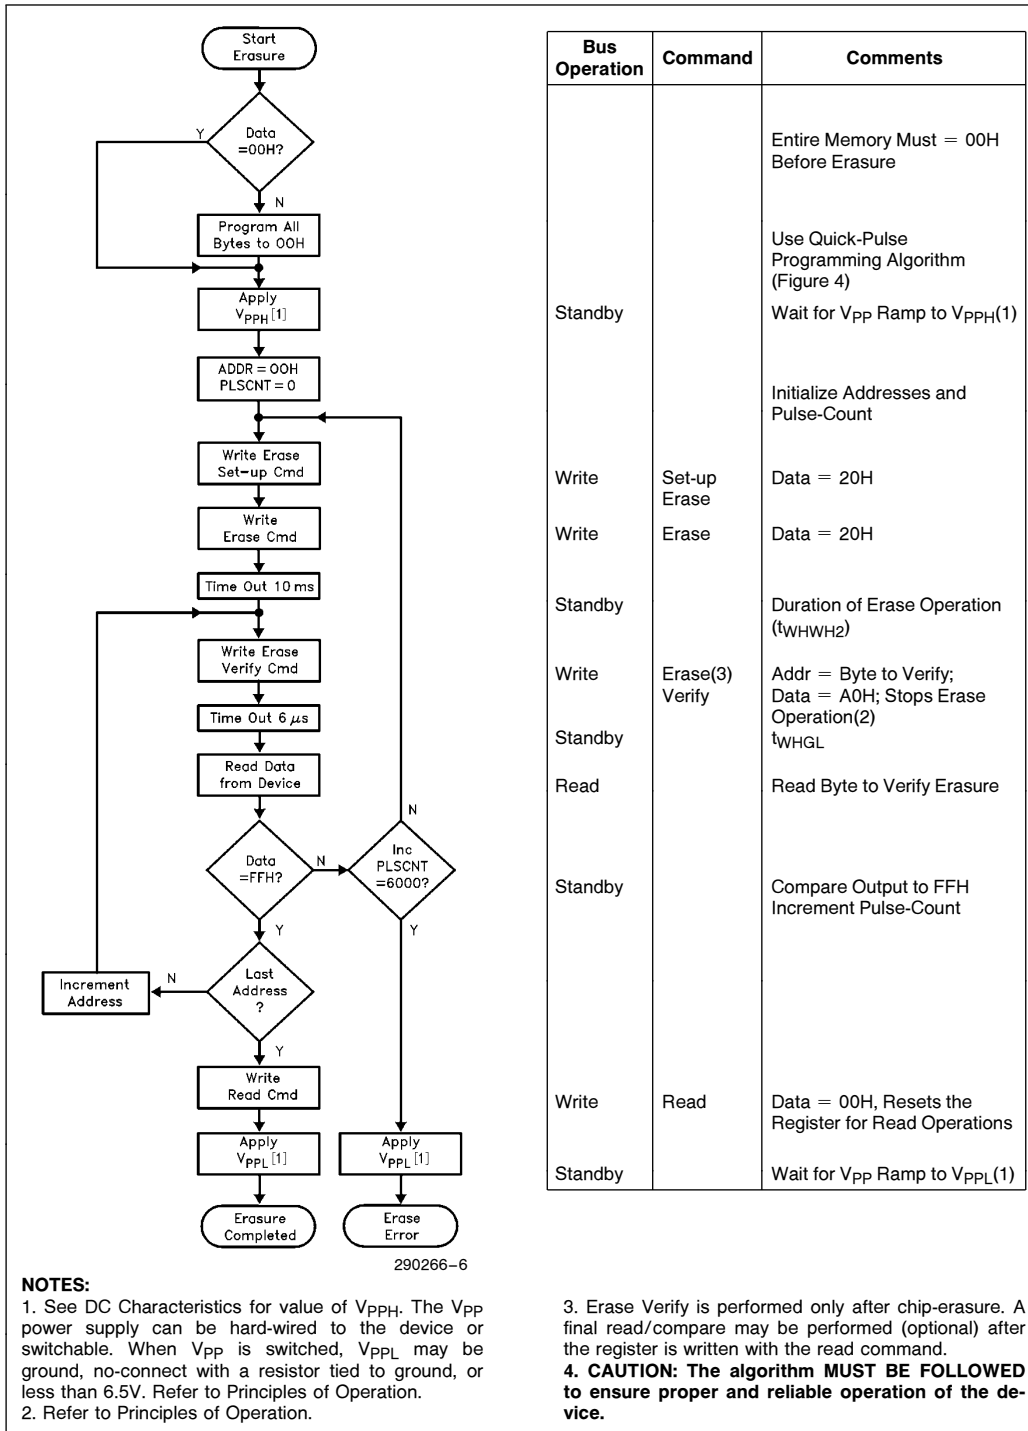 Start
Erasure
Data
=00H?
Y
N
Program All
Bytes to 00H
Apply
VPPH[1]
ADDR = 00H
PLSCNT = 0
Write Erase
Set-up Cmd
Write
Erase Cmd
Time Out 10 ms
Write Erase
Verify Cmd
Time Out 6 μs
Read Data
from Device
Data
=FFH?
N
Y
Inc
PLSCNT
=6000?
N
Y
Last
Address
?
N
Y
Increment
Address
Write
Read Cmd
Apply
VPPL[1]
Apply
VPPL[1]
Erasure
Completed
Erase
Error
290266–6
Bus
Operation
Command
Comments
Entire Memory Must = 00H
Before Erasure
Use Quick-Pulse
Programming Algorithm
(Figure 4)
Standby
Wait for VPP Ramp to VPPH(1)
Initialize Addresses and
Pulse-Count
Write
Set-up
Erase
Data = 20H
Write
Erase
Data = 20H
Standby
Duration of Erase Operation
(tWHWH2)
Write
Erase(3)
Verify
Addr = Byte to Verify;
Data = A0H; Stops Erase
Operation(2)
Standby
tWHGL
Read
Read Byte to Verify Erasure
Standby
Compare Output to FFH
Increment Pulse-Count
Write
Read
Data = 00H, Resets the
Register for Read Operations
Standby
Wait for VPP Ramp to VPPL(1)
NOTES:
1. See DC Characteristics for value of VPPH. The VPP
power supply can be hard-wired to the device or
switchable. When VPP is switched, VPPL may be
ground, no-connect with a resistor tied to ground, or
less than 6.5V. Refer to Principles of Operation.
2. Refer to Principles of Operation.
3. Erase Verify is performed only after chip-erasure. A
final read/compare may be performed (optional) after
the register is written with the read command.
4. CAUTION: The algorithm MUST BE FOLLOWED
to ensure proper and reliable operation of the de-
vice.